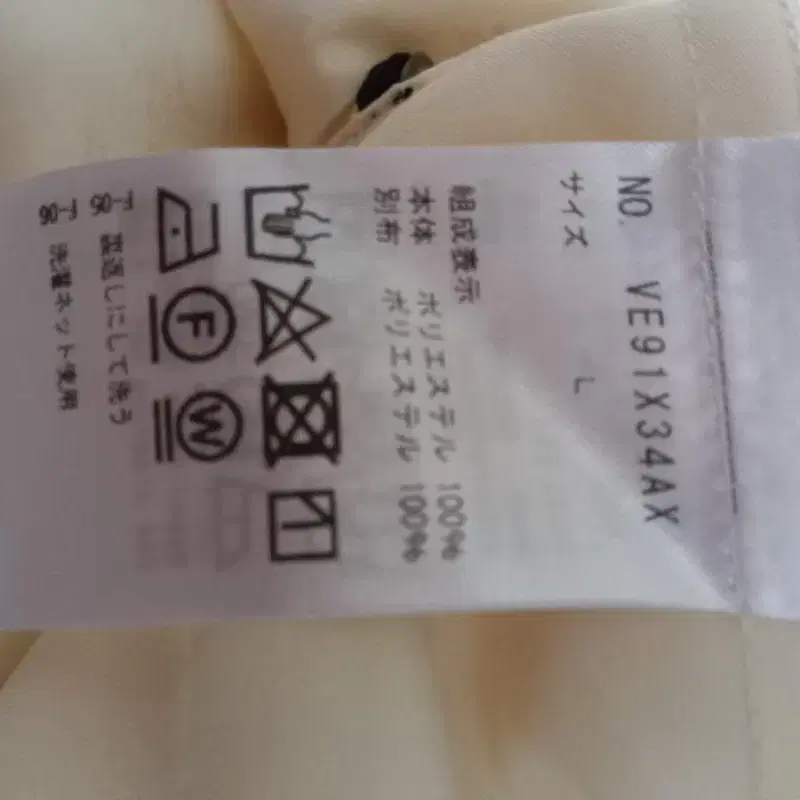 NO. VE91X34AX
サイズ L
組成表示
本体 ポリエステル 100%
別布 ポリエステル 100%
F
W
裏返しにして洗う
洗濯ネット使用